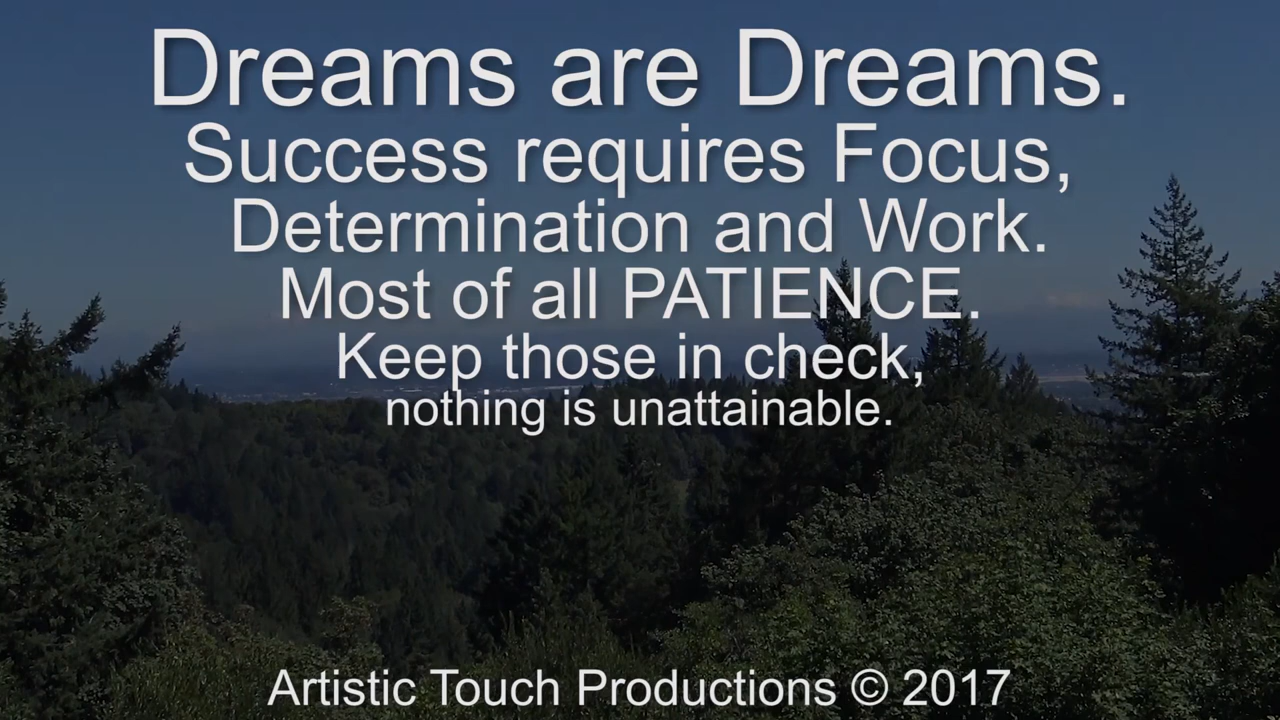 Dreams are Dreams.
Success requires Focus,
Determination and Work.
Most of all PATIENCE.
Keep those in check,
nothing is unattainable.
Artistic Touch Productions © 2017